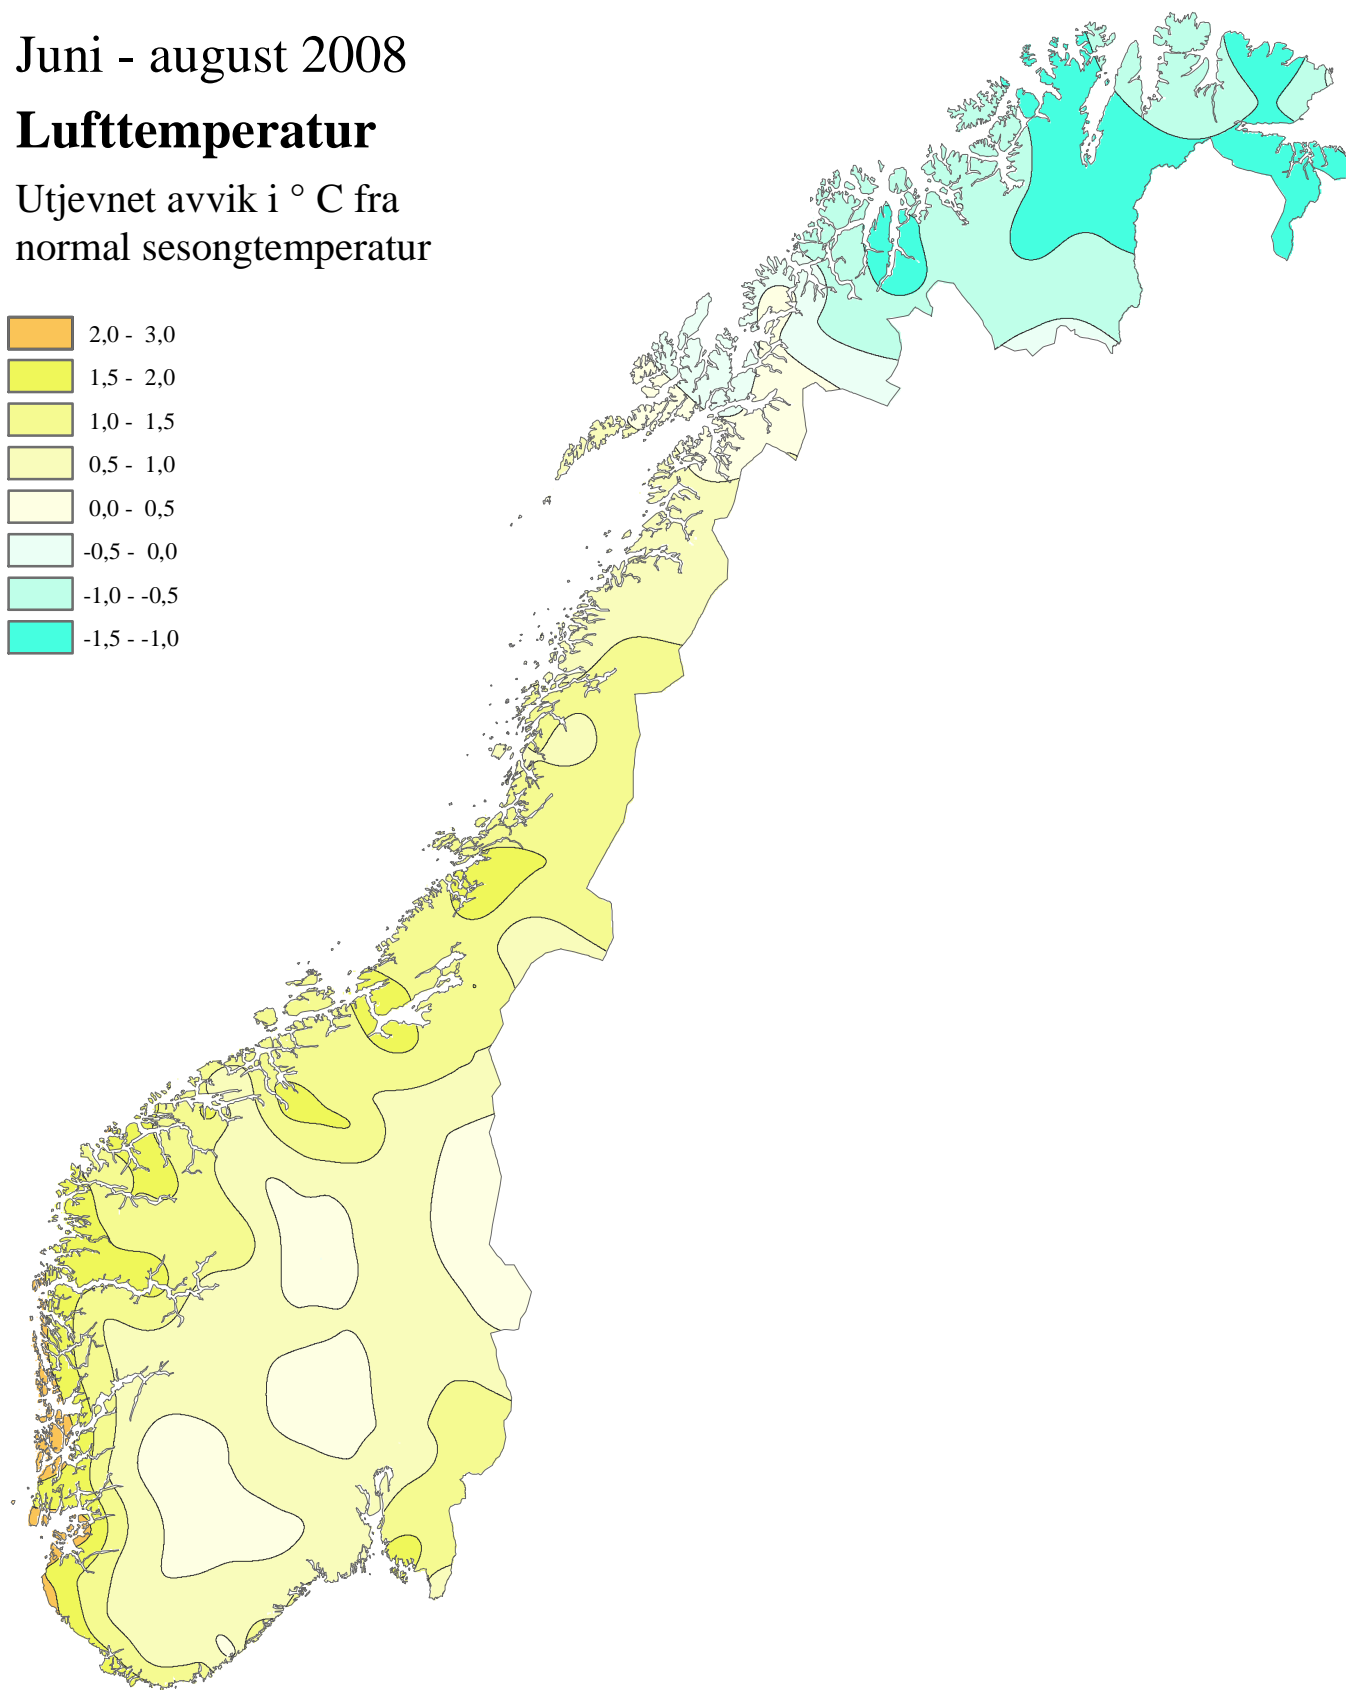 Juni - august 2008
Lufttemperatur
Utjevnet avvik i ° C fra
normal sesongtemperatur
2,0 - 3,0
1,5 - 2,0
1,0 - 1,5
0,5 - 1,0
0,0 - 0,5
-0,5 - 0,0
-1,0 - -0,5
-1,5 - -1,0